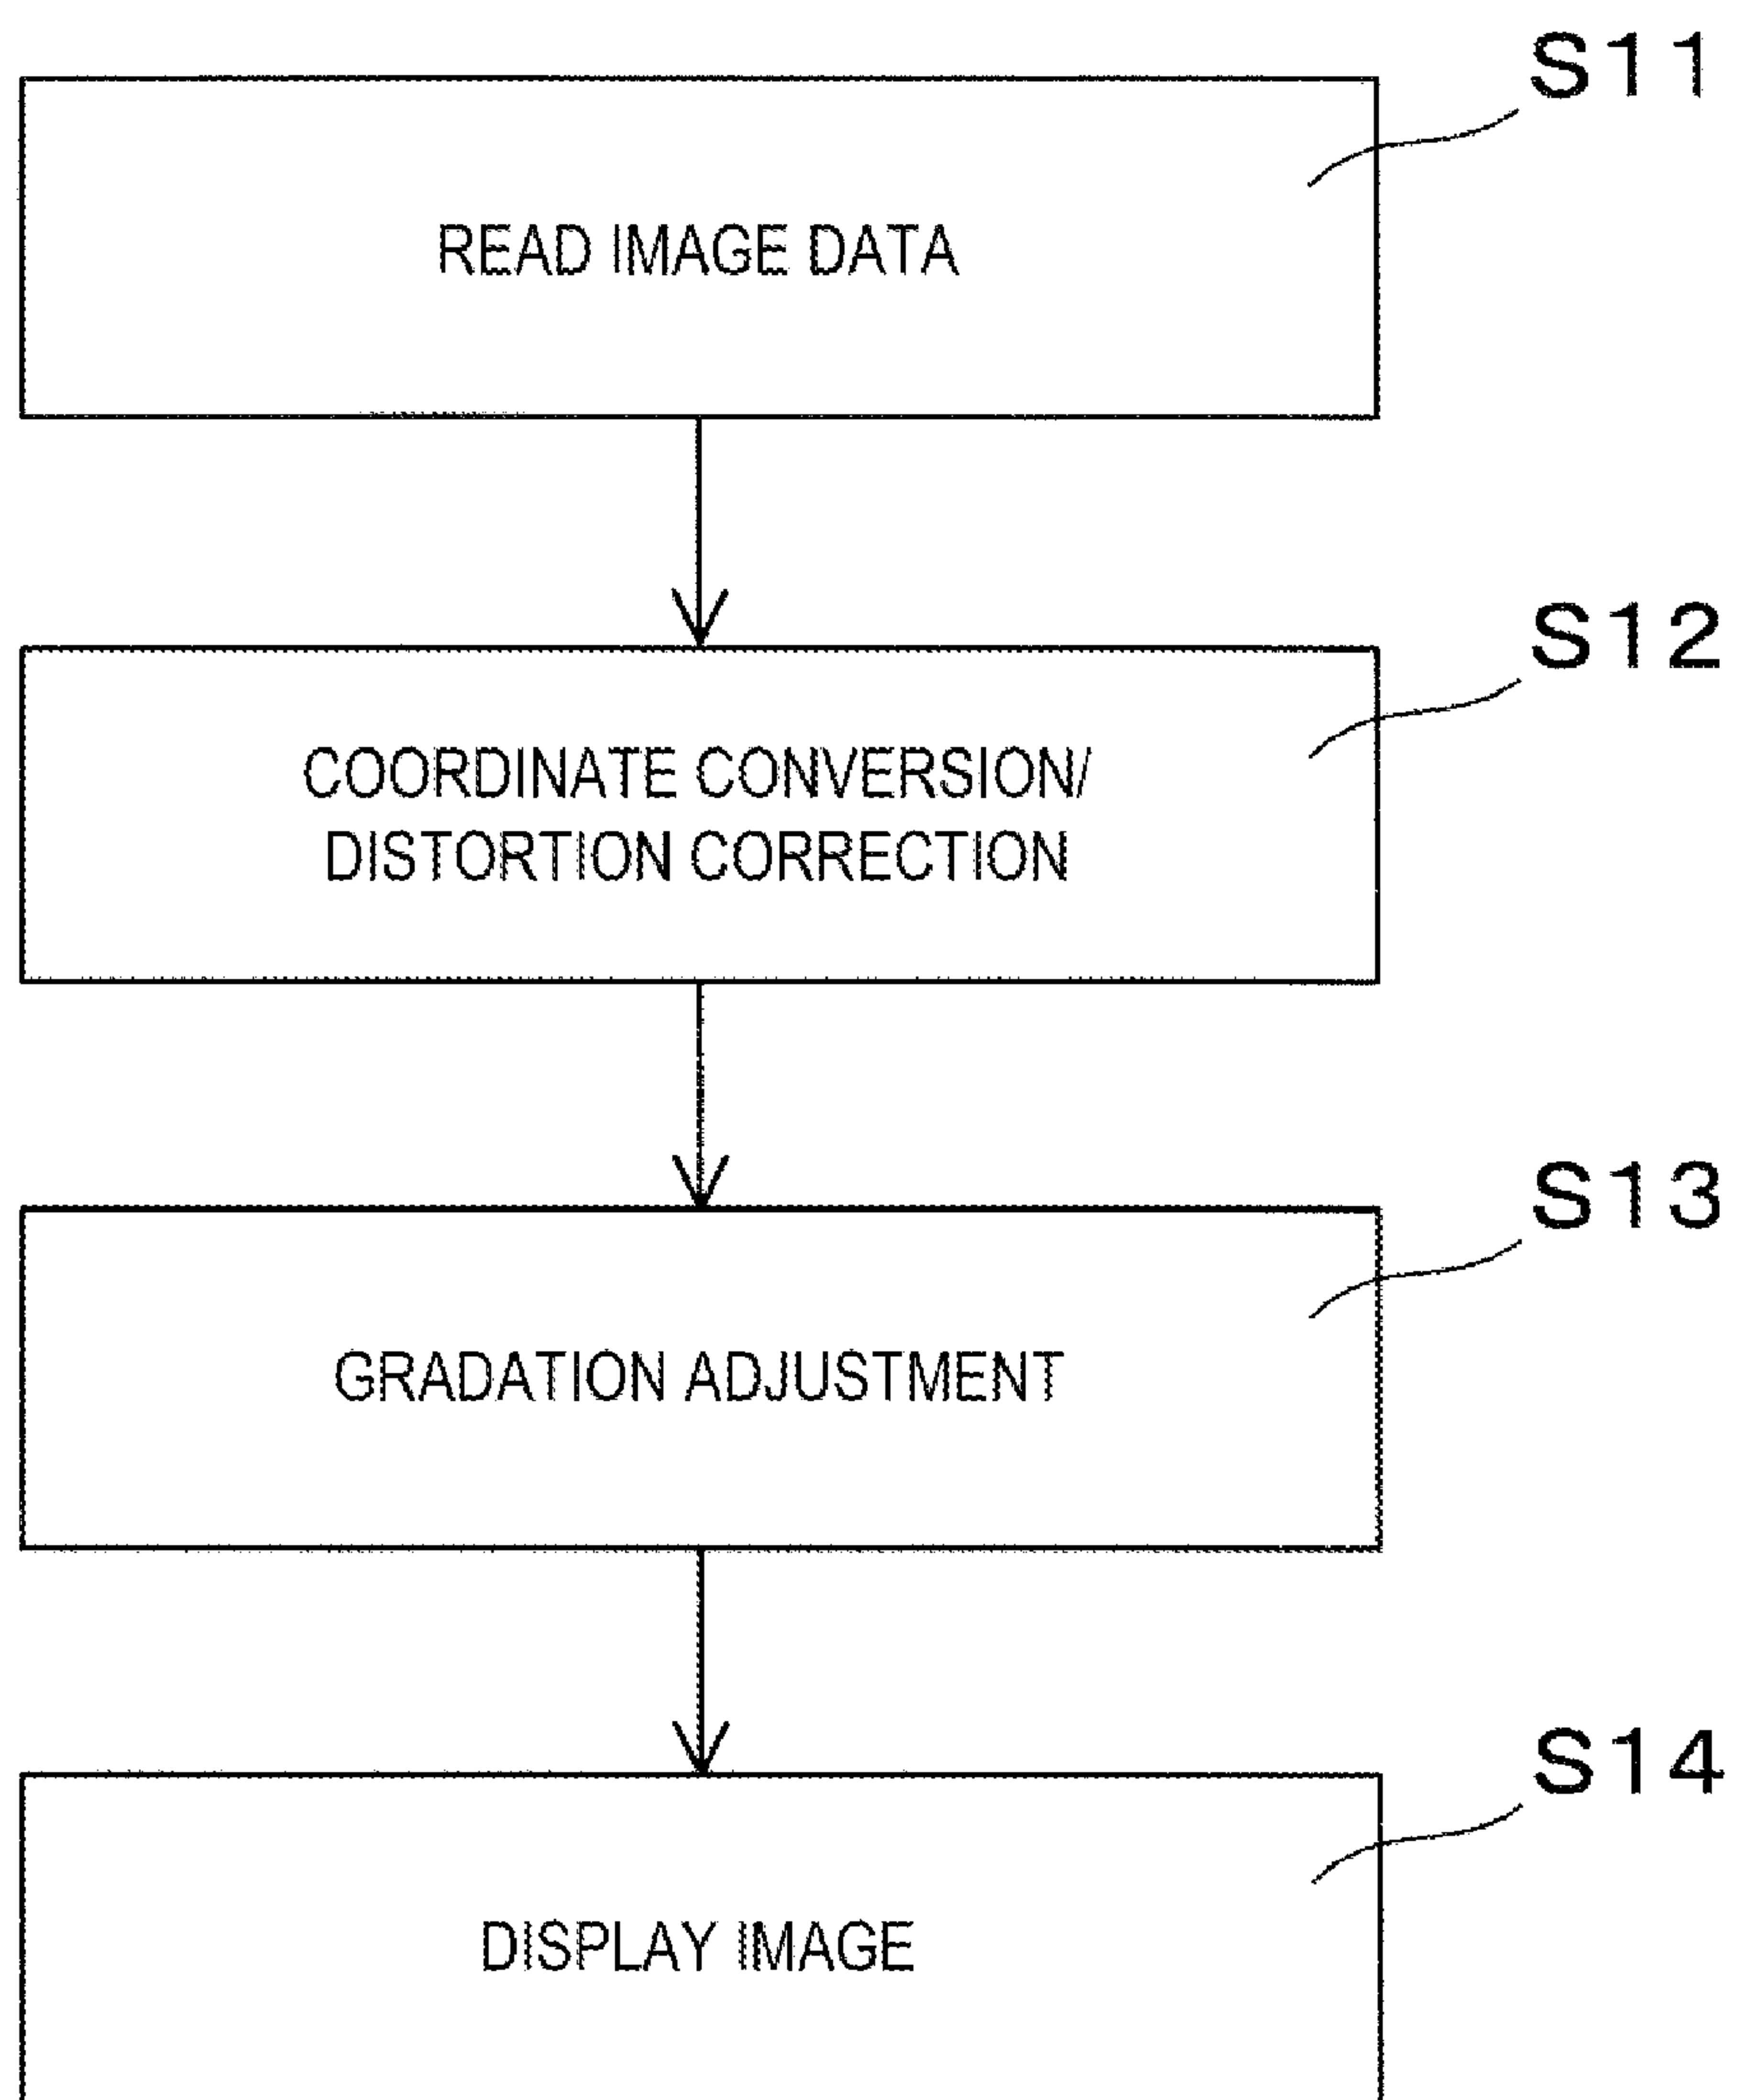 S11
READ IMAGE DATA
S12
COORDINATE CONVERSION/
DISTORTION CORRECTION
S13
GRADATION ADJUSTMENT
S14
DISPLAY IMAGE